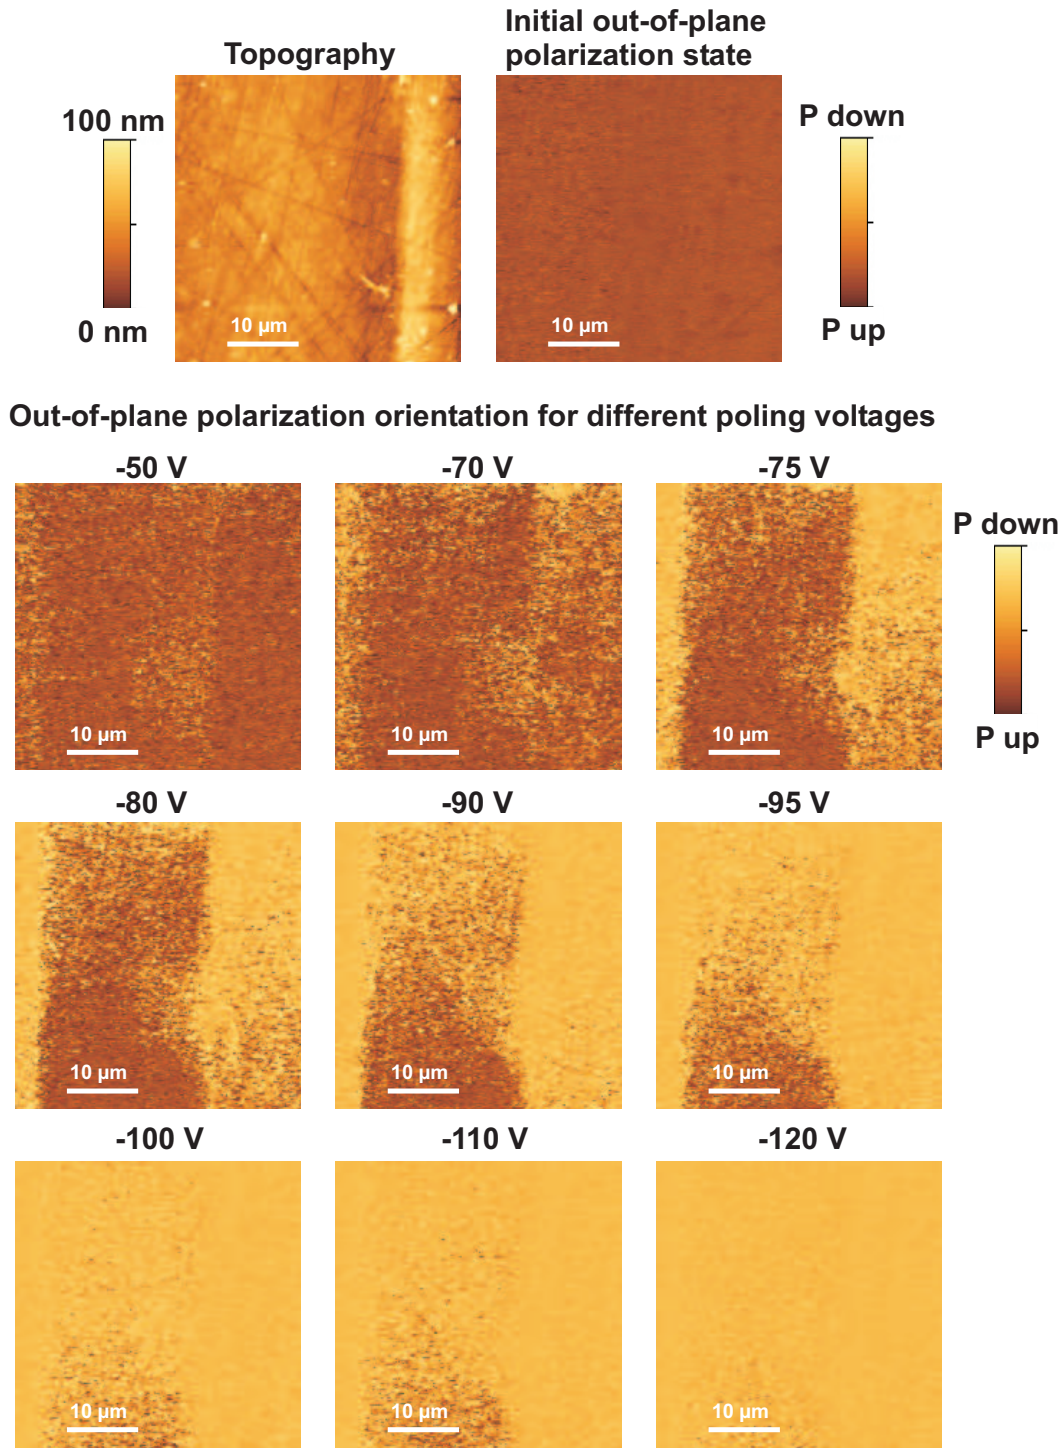 Initial out-of-plane
polarization state
Topography
100 nm
0 nm
10 µm
10 µm
P down
P up
Out-of-plane polarization orientation for different poling voltages
-50 V
-70 V
-75 V
10 µm
10 µm
10 µm
P down
P up
-80 V
-90 V
-95 V
10 µm
10 µm
10 µm
-100 V
-110 V
-120 V
10 µm
10 µm
10 µm